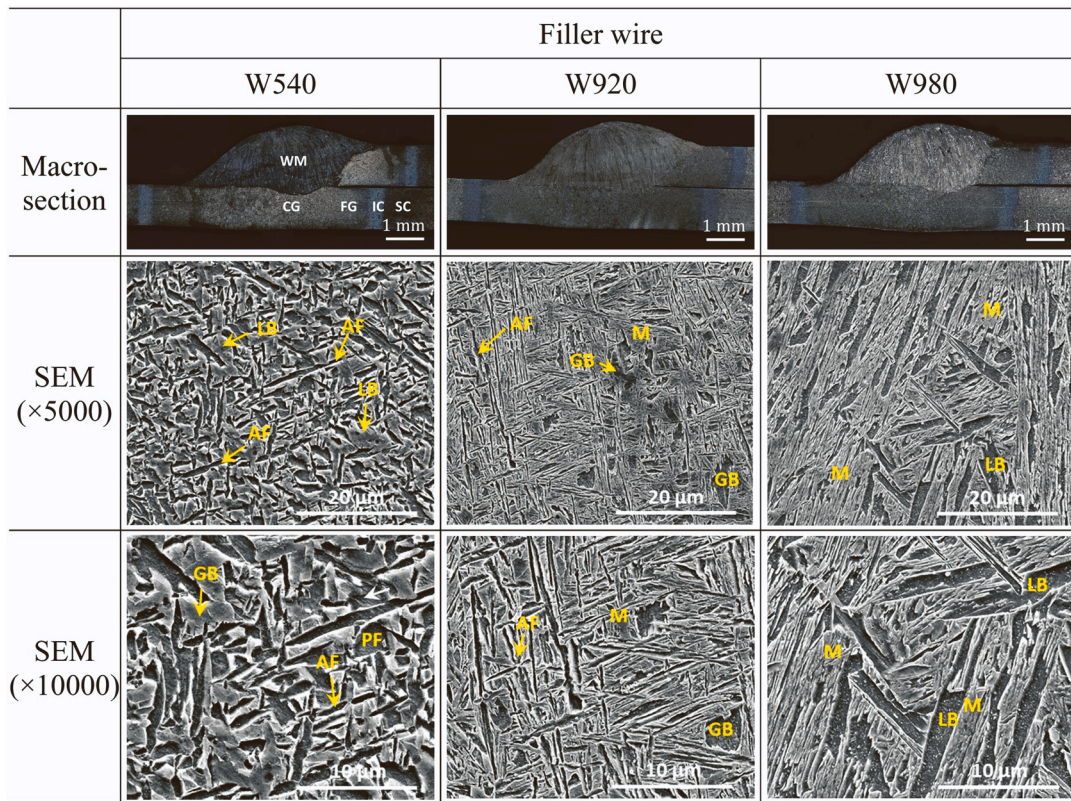 Filler wire
W540 W920 W980
Macro-
section
WM
CG FG IC SC
1 mm
1 mm
1 mm
SEM
(×5000)
LB AF
LB
AF
20 µm
AF M
GB
GB
20 µm
M
M LB
20 µm
SEM
(×10000)
GB
PF
AF
10 µm
M
AF
GB
10 µm
LB
M
M
LB
10 µm